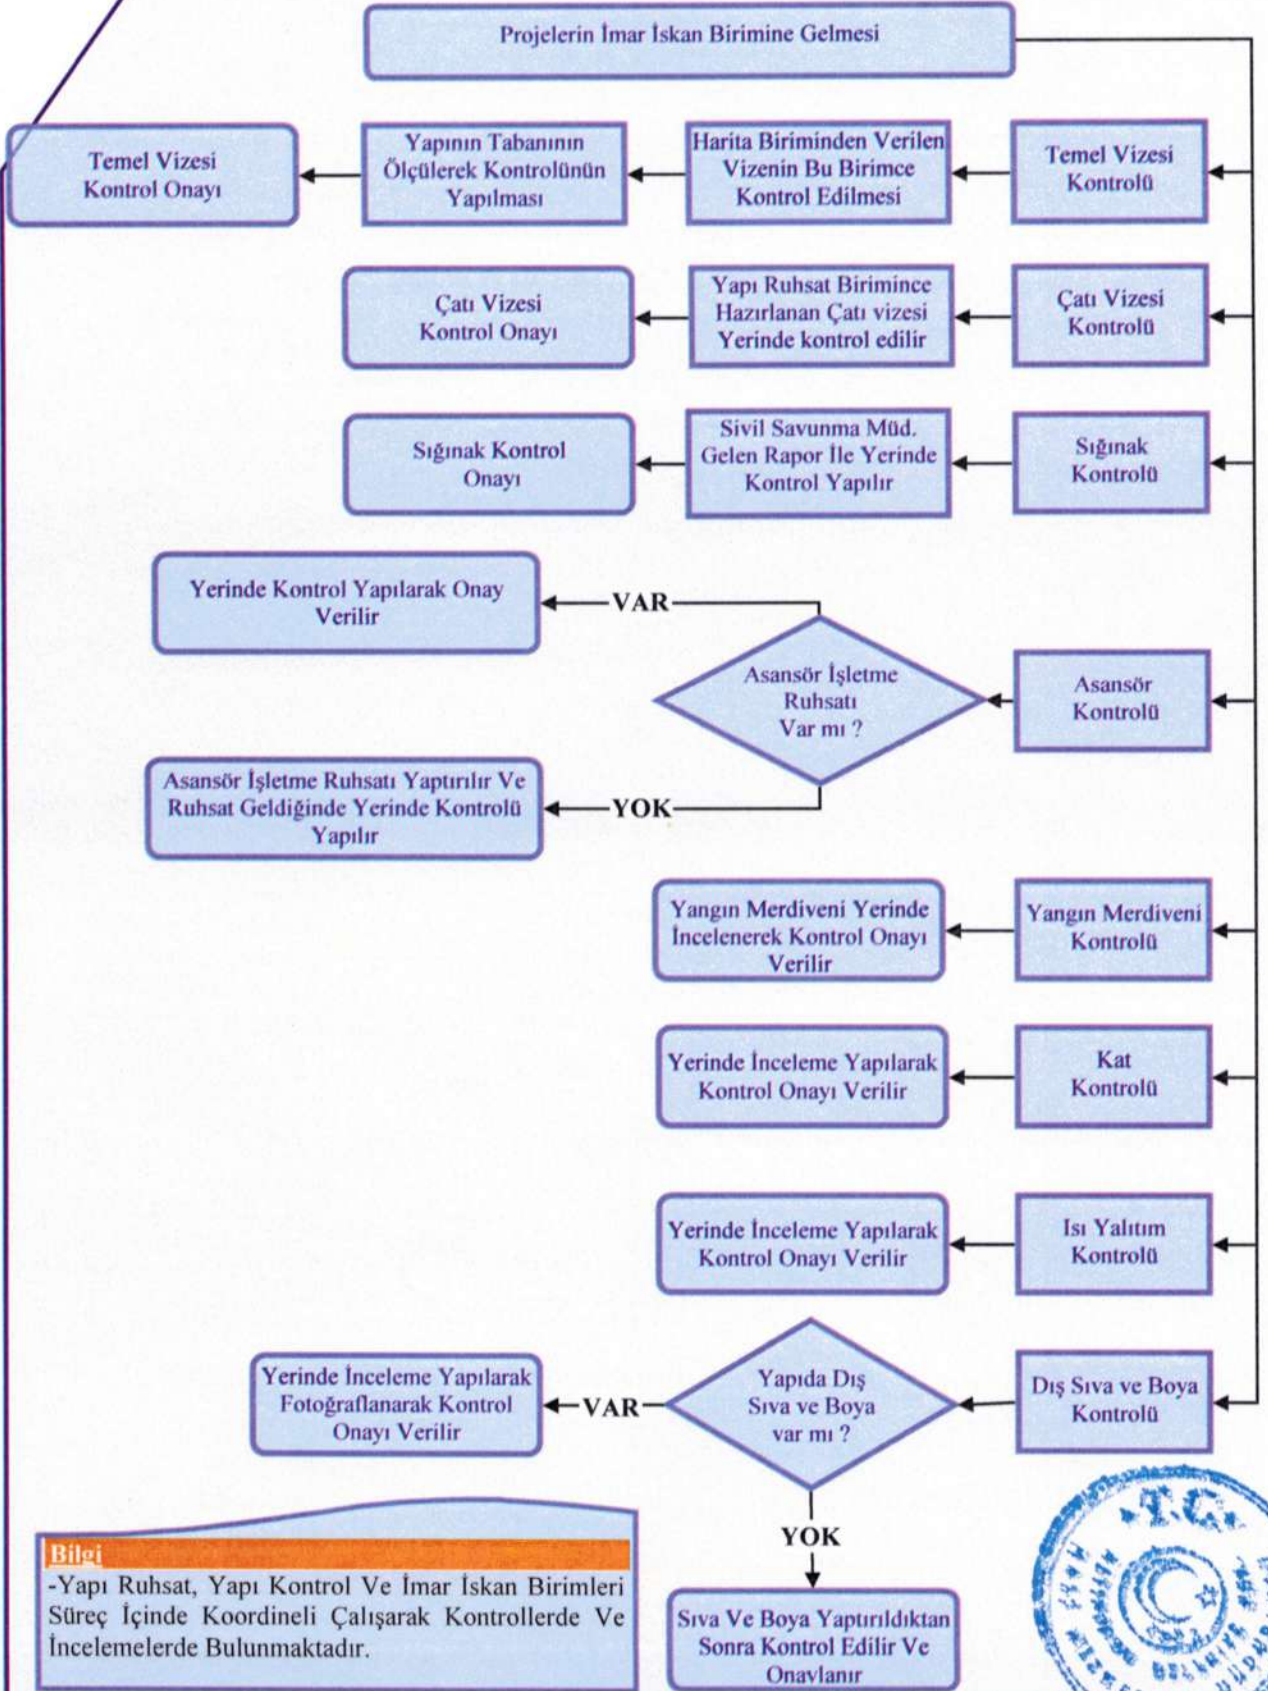 Projelerin İmar İskan Birimine Gelmesi
Temel Vizesi
Kontrol Onayı
Yapının Tabanının
Ölçülerek Kontrolünün
Yapılması
Harita Biriminden Verilen
Vizenin Bu Birimce
Kontrol Edilmesi
Temel Vizesi
Kontrolü
Çatı Vizesi
Kontrol Onayı
Yapı Ruhsat Birimince
Hazırlanan Çatı vizesi
Yerinde kontrol edilir
Çatı Vizesi
Kontrolü
Sığınak Kontrol
Onayı
Sivil Savunma Müd.
Gelen Rapor İle Yerinde
Kontrol Yapılır
Sığınak
Kontrolü
Yerinde Kontrol Yapılarak Onay
Verilir
VAR
Asansör İşletme
Ruhsatı
Var mı ?
Asansör
Kontrolü
Asansör İşletme Ruhsatı Yaptırılır Ve
Ruhsat Geldiğinde Yerinde Kontrolü
Yapılır
YOK
Yangın Merdiveni Yerinde
İncelenerek Kontrol Onayı
Verilir
Yangın Merdiveni
Kontrolü
Yerinde İnceleme Yapılarak
Kontrol Onayı Verilir
Kat
Kontrolü
Yerinde İnceleme Yapılarak
Kontrol Onayı Verilir
Isı Yalıtım
Kontrolü
Yerinde İnceleme Yapılarak
Fotoğraflanarak Kontrol
Onayı Verilir
VAR
Yapıda Dış
Sıva ve Boya
var mı ?
Dış Sıva ve Boya
Kontrolü
YOK
Sıva Ve Boya Yaptırıldıktan
Sonra Kontrol Edilir Ve
Onaylanır
Bilgi
-Yapı Ruhsat, Yapı Kontrol Ve İmar İskan Birimleri
Süreç İçinde Koordineli Çalışarak Kontrollerde Ve
İncelemelerde Bulunmaktadır.
T.C.